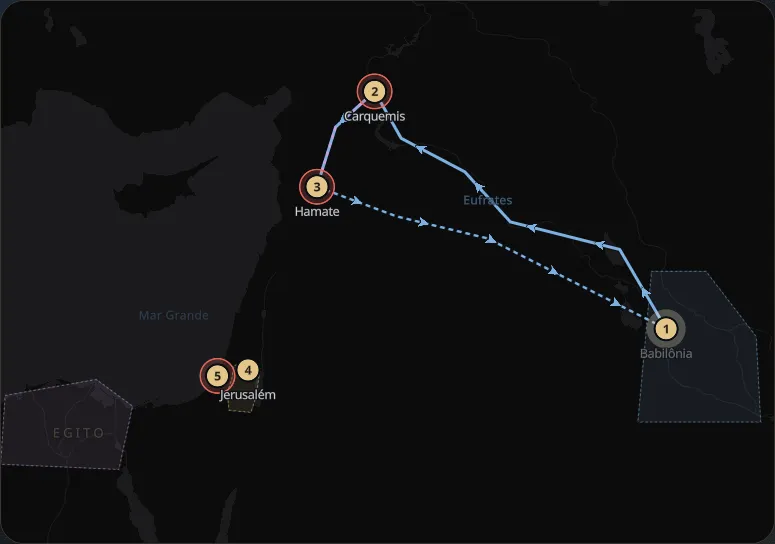 2
Carquemis
3
Hamate
Eufrates
Mar Grande
1
Babilônia
5
4
Jerusalém
EGITO